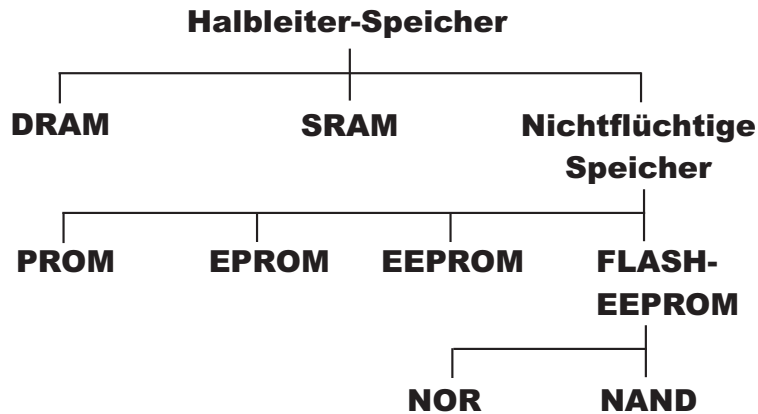 Halbleiter-Speicher
DRAM SRAM Nichtflüchtige
Speicher
PROM EPROM EEPROM FLASH-
EEPROM
NOR NAND